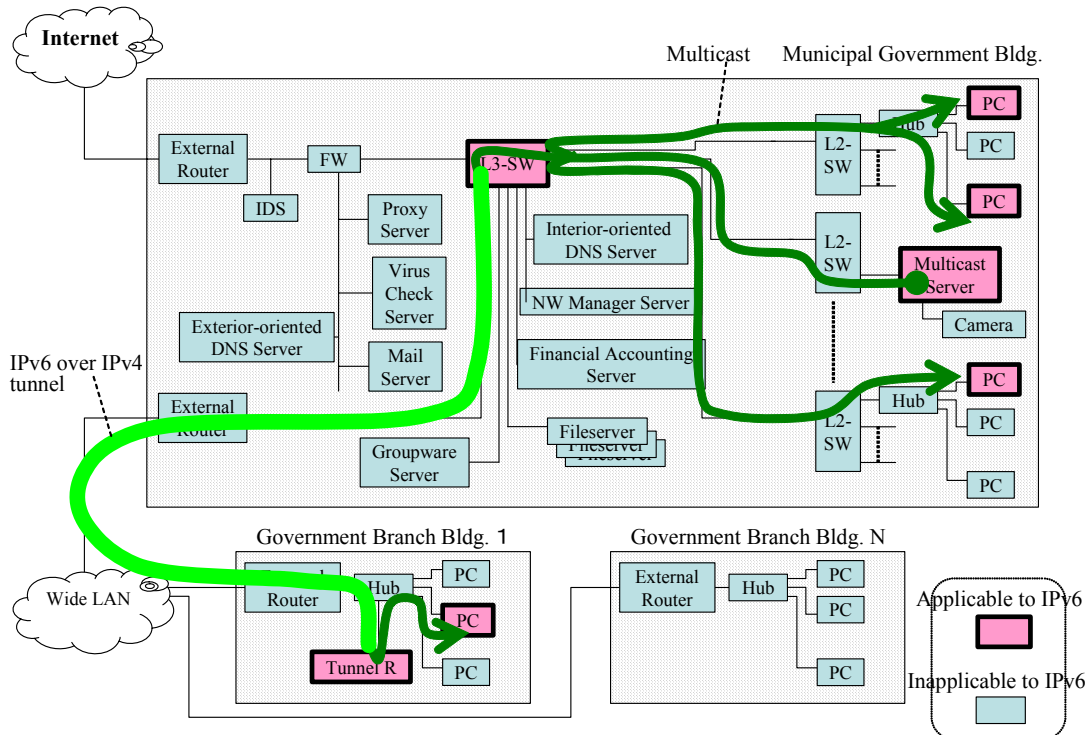 Internet
Multicast
Municipal Government Bldg.
External
Router
IDS
FW
L3-SW
Proxy
Server
Virus
Check
Server
Exterior-oriented
DNS Server
Mail
Server
Interior-oriented
DNS Server
NW Manager Server
Financial Accounting
Server
L2-
SW
Hub
PC
PC
PC
L2-
SW
Multicast
Server
Camera
L2-
SW
Hub
PC
PC
PC
IPv6 over IPv4
tunnel
External
Router
Groupware
Server
Fileserver
Fileserver
Government Branch Bldg. 1
External
Router
Hub
PC
PC
PC
Tunnel R
Wide LAN
Government Branch Bldg. N
External
Router
Hub
PC
PC
PC
Applicable to IPv6
Inapplicable to IPv6